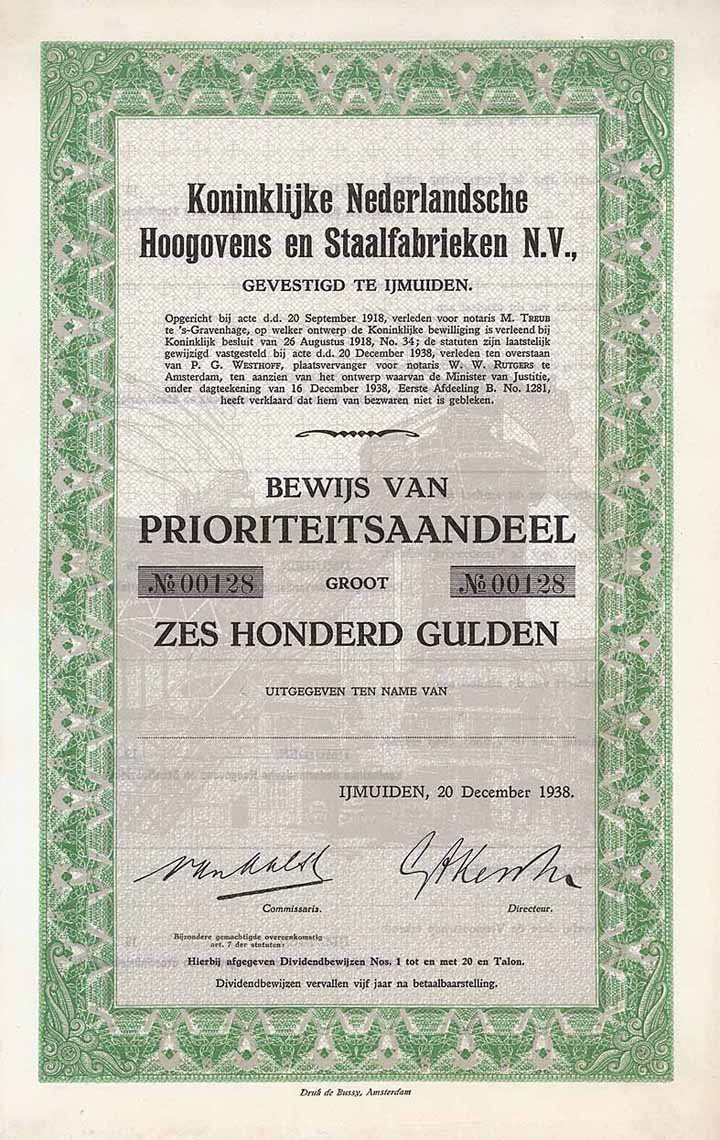 Koninklijke Nederlandsche
Hoogovens en Staalfabrieken N.V.,
GEVESTIGD TE IJMUIDEN.
Opgericht bij acte d.d. 20 September 1918, verleden voor notaris M. TREUB
te 's-Gravenhage, op welker ontwerp de Koninklijke bewilliging is verleend bij
Koninklijk besluit van 26 Augustus 1918, No. 34; de statuten zijn laatstelijk
gewijzigd vastgesteld bij acte d.d. 20 December 1938, verleden ten overstaan
van P. G. WESTHOFF, plaatsvervanger voor notaris W. W. RUTGERS te
Amsterdam, ten aanzien van het ontwerp waarvan de Minister van Justitie,
onder dagteekening van 16 December 1938, Eerste Afdeeling B. No. 1281,
heeft verklaard dat hem van bezwaren niet is gebleken.
BEWIJS VAN
PRIORITEITSAANDEEL
No 00128 GROOT No 00128
ZES HONDERD GULDEN
UITGEGEVEN TEN NAME VAN
IJMUIDEN, 20 December 1938.
Commissaris. Directeur.
Bijzondere gemachtigde overeenkomstig
art. 7 der statuten:
Hierbij afgegeven Dividendbewijzen Nos. 1 tot en met 20 en Talon.
Dividendbewijzen vervallen vijf jaar na betaalbaarstelling.
Druk de Bussy, Amsterdam